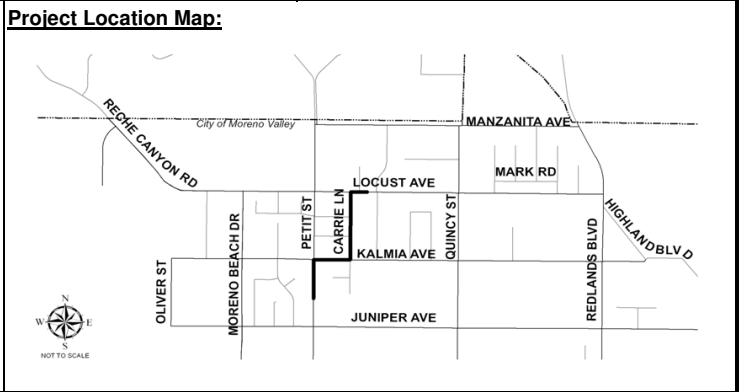 Project Location Map:
RECHE CANYON RD
City of Moreno Valley
MANZANITA AVE
MARK RD
LOCUST AVE
PETIT ST
CARRIE LN
QUINCY ST
HIGHLAND BLVD
MORENO BEACH DR
REDLANDS BLVD
KALMIA AVE
OLIVER ST
JUNIPER AVE
N
W
E
S
NOT TO SCALE